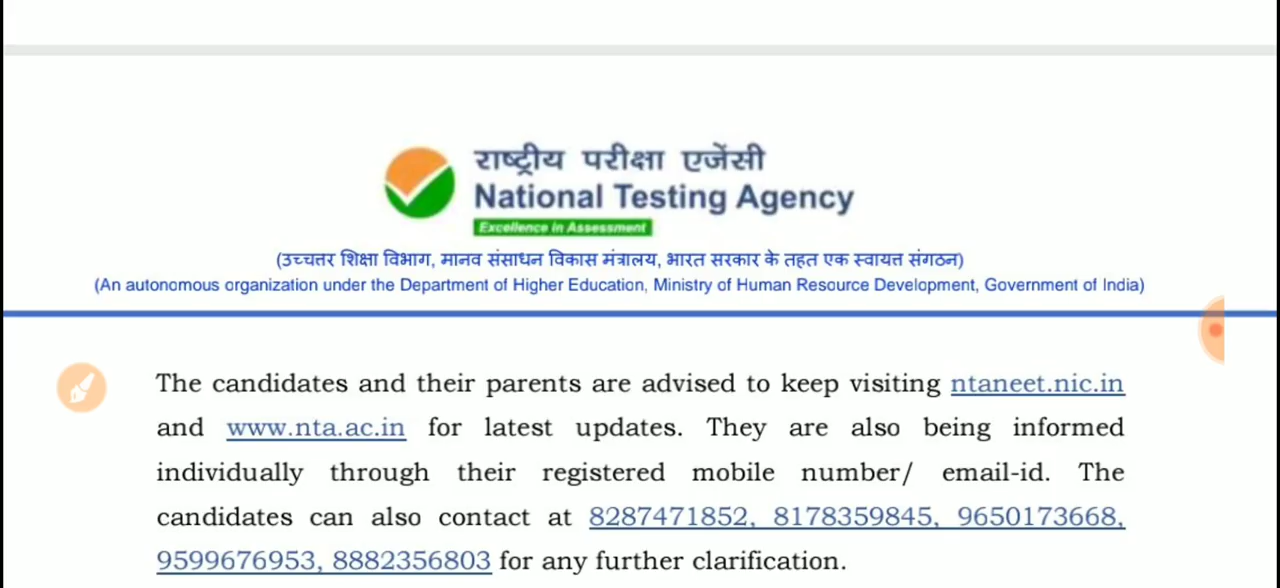 राष्ट्रीय परीक्षा एजेंसी
National Testing Agency
Excellence in Assessment
(उच्चत्तर शिक्षा विभाग, मानव संसाधन विकास मंत्रालय, भारत सरकार के तहत एक स्वायत्त संगठन)
(An autonomous organization under the Department of Higher Education, Ministry of Human Resource Development, Government of India)
The candidates and their parents are advised to keep visiting ntaneet.nic.in
and www.nta.ac.in for latest updates. They are also being informed
individually through their registered mobile number/ email-id. The
candidates can also contact at 8287471852, 8178359845, 9650173668,
9599676953, 8882356803 for any further clarification.